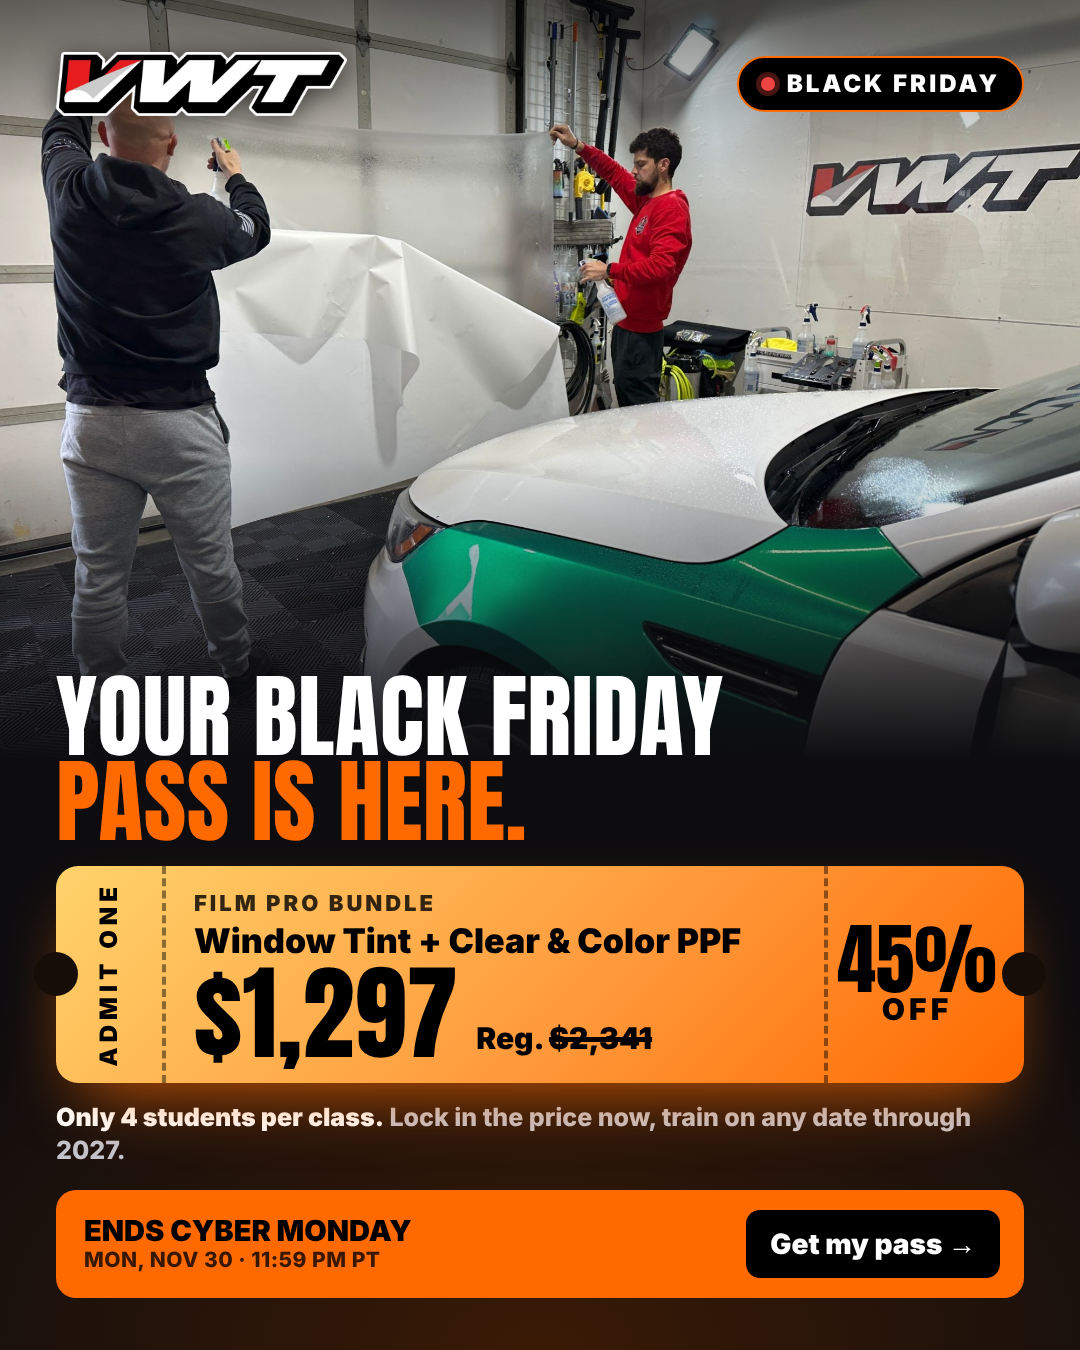 VWT
BLACK FRIDAY
VWT
YOUR BLACK FRIDAY
PASS IS HERE.
ADMIT ONE
FILM PRO BUNDLE
Window Tint + Clear & Color PPF
$1,297 Reg. $2,341
45%
OFF
Only 4 students per class. Lock in the price now, train on any date through
2027.
ENDS CYBER MONDAY
MON, NOV 30 · 11:59 PM PT
Get my pass →